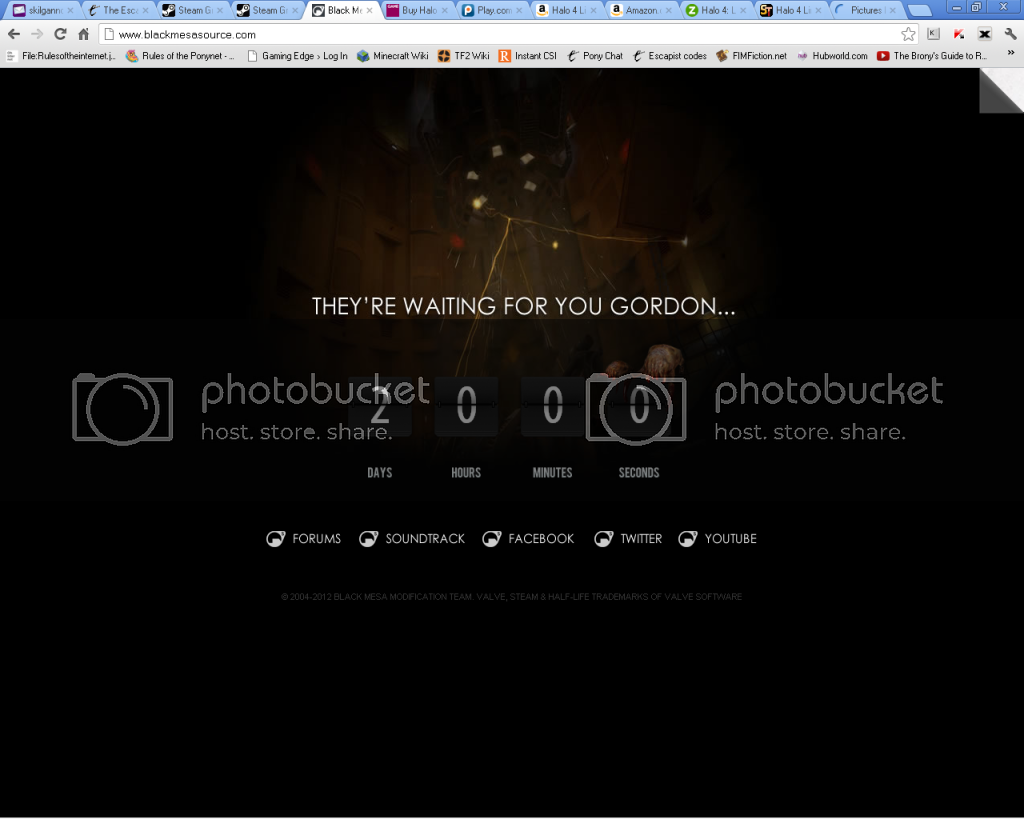 skilgann
The Esca
Steam Gi
Steam Gi
Black Me
Buy Halo
Play.com
Halo 4 Li
Amazon.
Halo 4: L
Halo 4 Li
Pictures
www.blackmesasource.com
File:Rulesoftheinternet.j...
Rules of the Ponynet - ...
Gaming Edge › Log In
Minecraft Wiki
TF2 Wiki
Instant CSI
Pony Chat
Escapist codes
FIMFiction.net
Hubworld.com
The Brony's Guide to R...
THEY'RE WAITING FOR YOU GORDON...
photobucket
host. store. share.
photobucket
host. store. share.
2 0 0 0
DAYS HOURS MINUTES SECONDS
FORUMS SOUNDTRACK FACEBOOK TWITTER YOUTUBE
© 2004-2012 BLACK MESA MODIFICATION TEAM. VALVE, STEAM & HALF-LIFE TRADEMARKS OF VALVE SOFTWARE